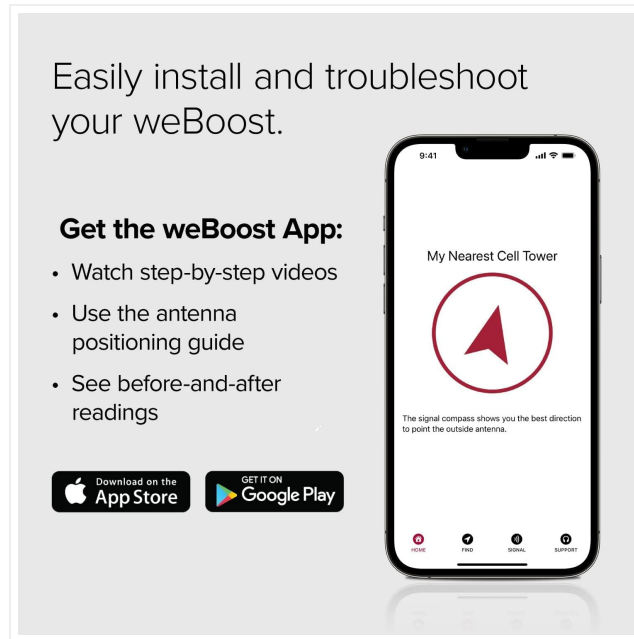 Easily install and troubleshoot
your weBoost.
Get the weBoost App:
• Watch step-by-step videos
• Use the antenna
positioning guide
• See before-and-after
readings
Download on the
App Store
GET IT ON
Google Play
9:41
My Nearest Cell Tower
The signal compass shows you the best direction
to point the outside antenna.
HOME FIND SIGNAL SUPPORT